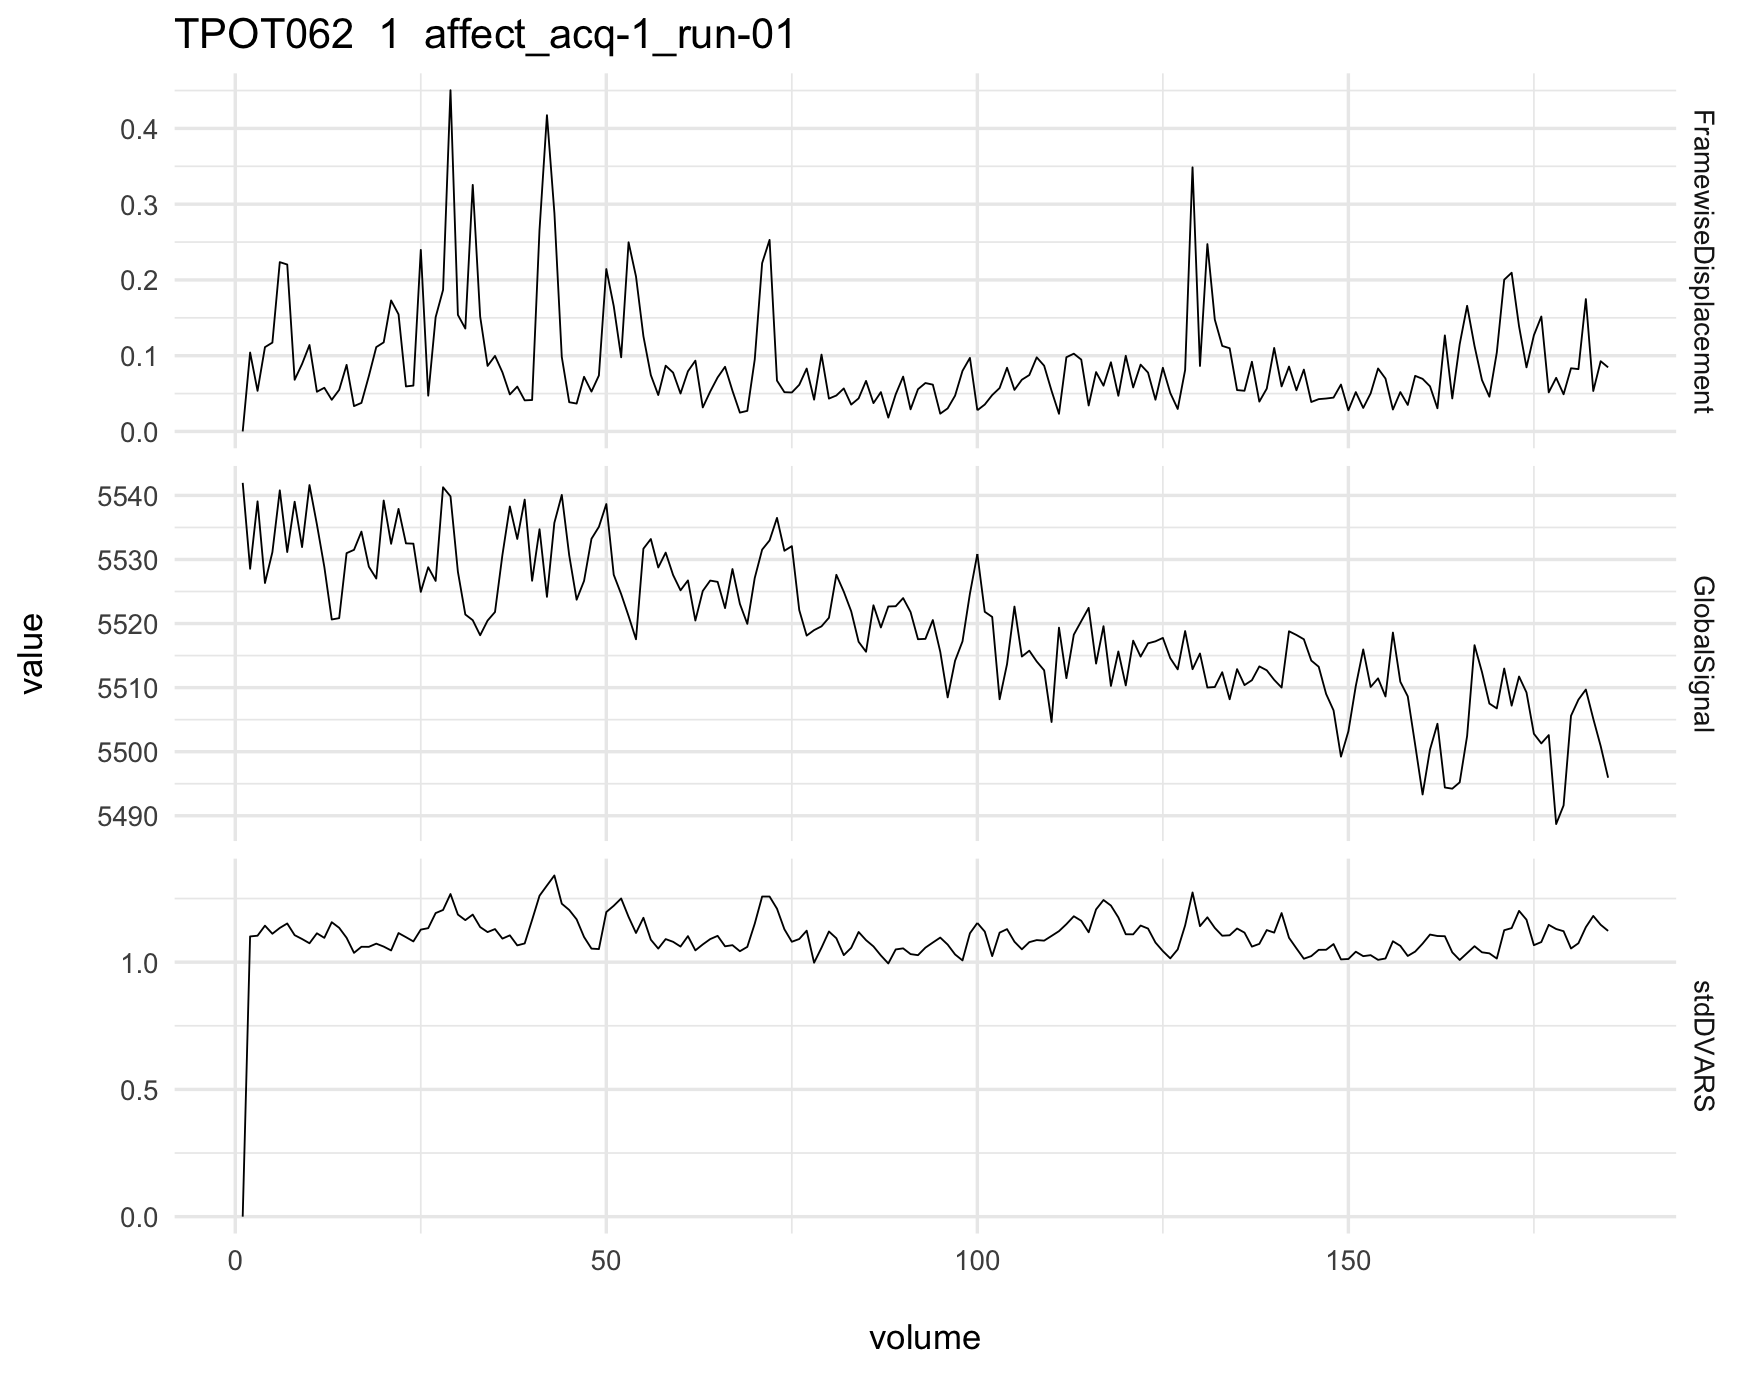 TPOT062 1 affect_acq-1_run-01
0.4
0.3
0.2
0.1
0.0
FramewiseDisplacement
5540
5530
5520
5510
5500
5490
GlobalSignal
value
1.0
0.5
0.0
stdDVARS
0 50 100 150
volume